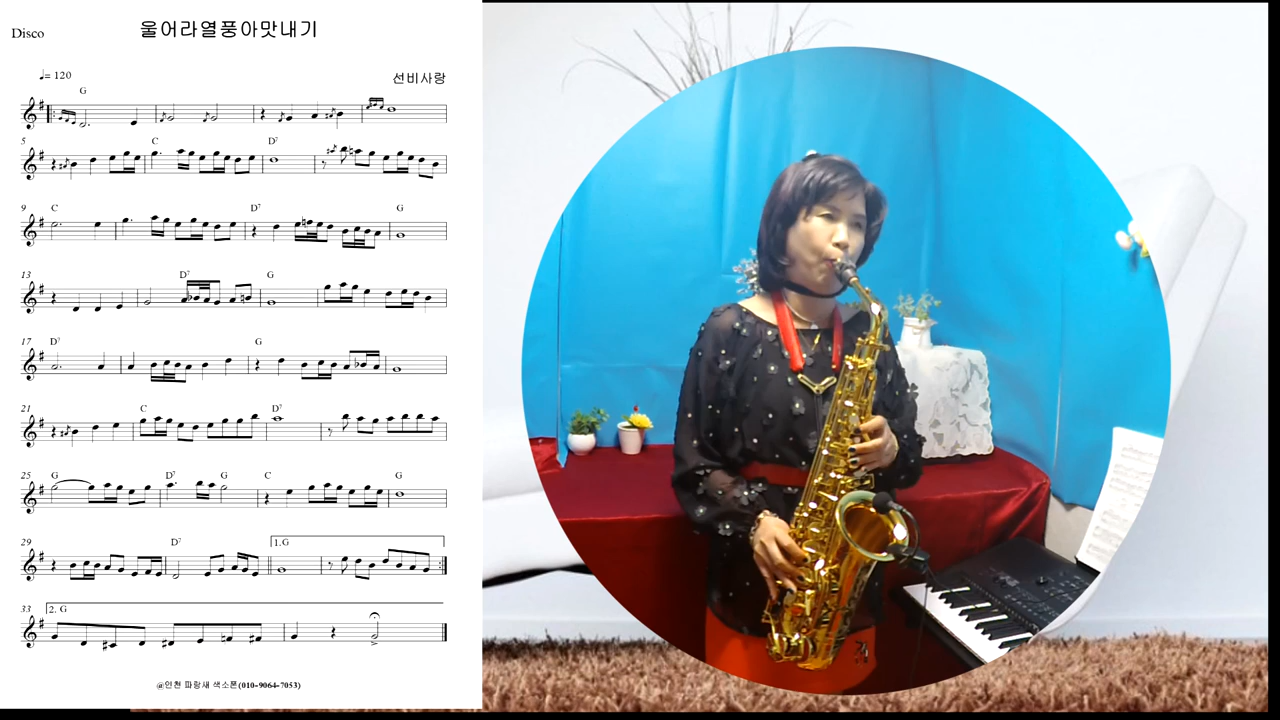 울어라열풍아맛내기
Disco
♩= 120
선비사랑
G
5 C D7
9 C D7 G
13 D7 G
17 D7 G
21 C D7
25 G D7 G C G
29 D7 1.G
33 2. G
@인천 파랑새 색소폰(010-9064-7053)